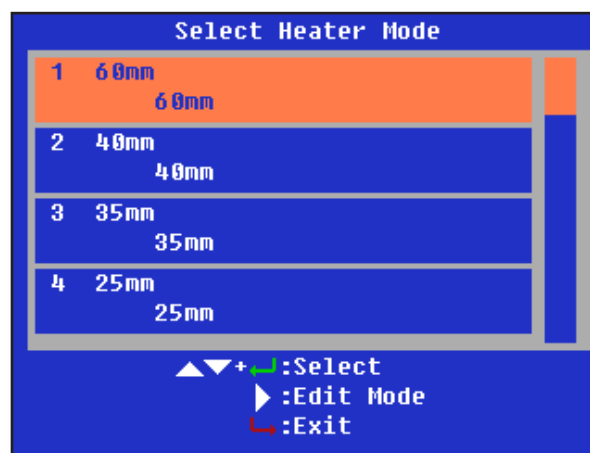 Select Heater Mode
1 60mm
60mm
2 40mm
40mm
3 35mm
35mm
4 25mm
25mm
▲▼+↵:Select
▶:Edit Mode
↳:Exit